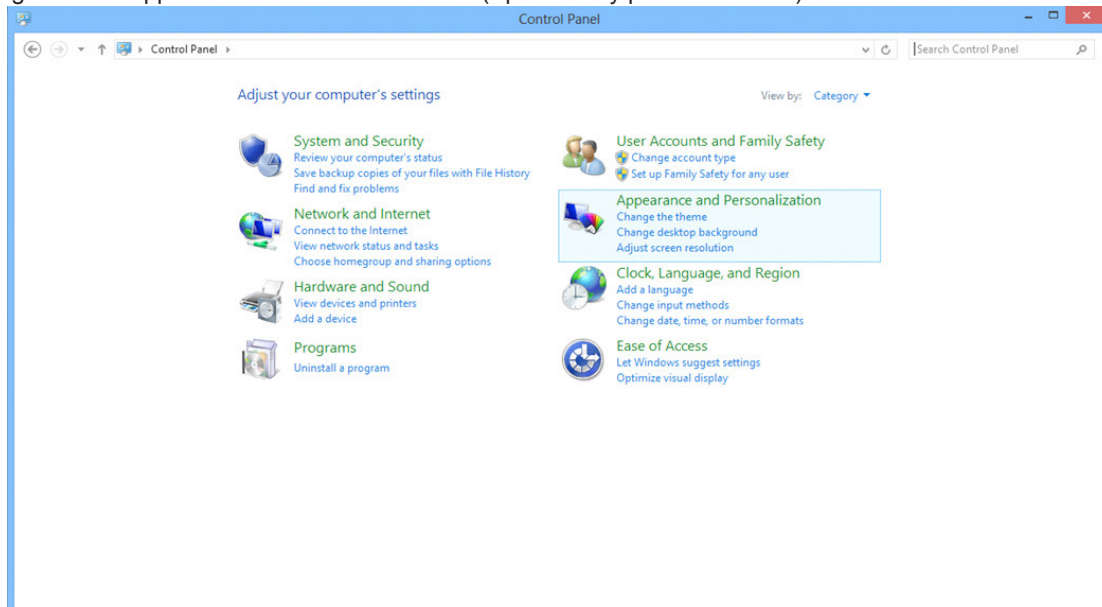 Control Panel
Control Panel
Search Control Panel
Adjust your computer's settings
View by: Category
System and Security
Review your computer's status
Save backup copies of your files with File History
Find and fix problems
Network and Internet
Connect to the Internet
View network status and tasks
Choose homegroup and sharing options
Hardware and Sound
View devices and printers
Add a device
Programs
Uninstall a program
User Accounts and Family Safety
Change account type
Set up Family Safety for any user
Appearance and Personalization
Change the theme
Change desktop background
Adjust screen resolution
Clock, Language, and Region
Add a language
Change input methods
Change date, time, or number formats
Ease of Access
Let Windows suggest settings
Optimize visual display